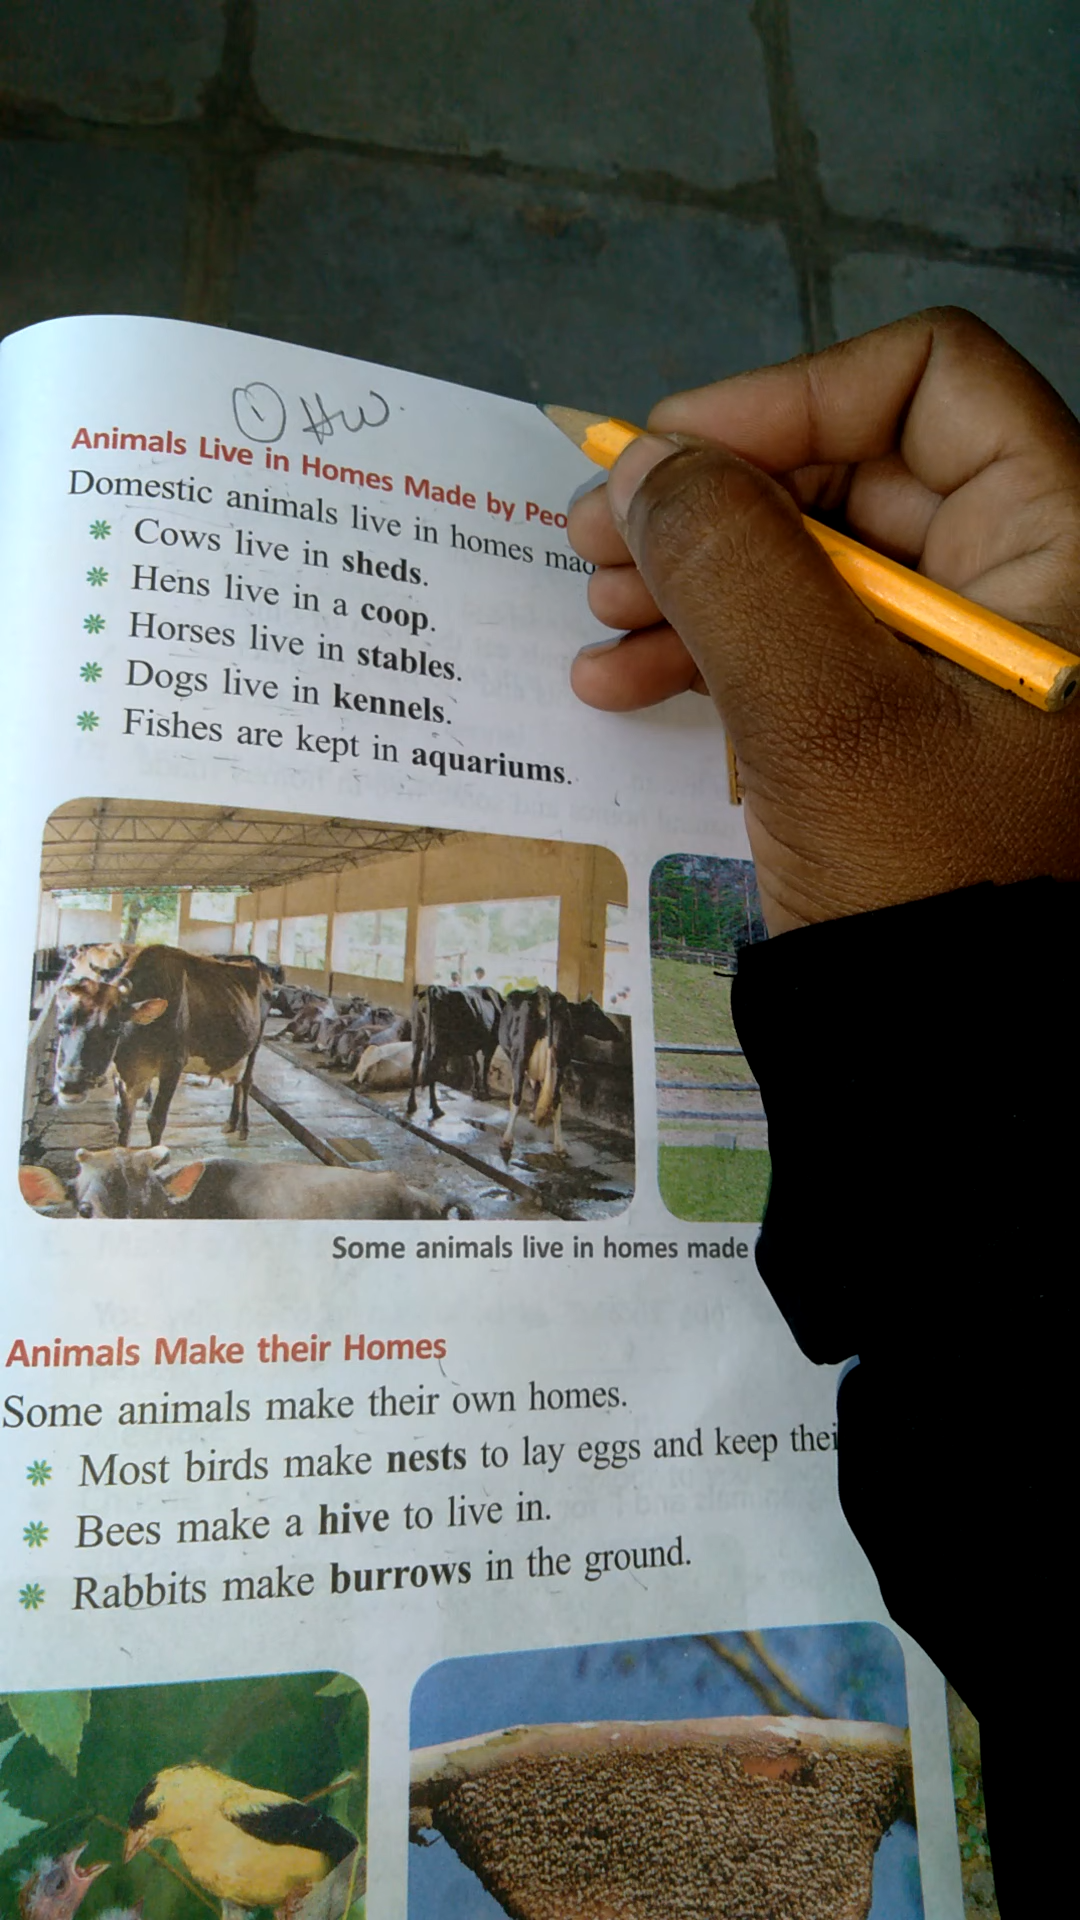 ① HW.
Animals Live in Homes Made by Peo
Domestic animals live in homes mad
Cows live in sheds.
Hens live in a coop.
Horses live in stables.
Dogs live in kennels.
Fishes are kept in aquariums.
Some animals live in homes made
Animals Make their Homes
Some animals make their own homes.
Most birds make nests to lay eggs and keep thei
Bees make a hive to live in.
Rabbits make burrows in the ground.